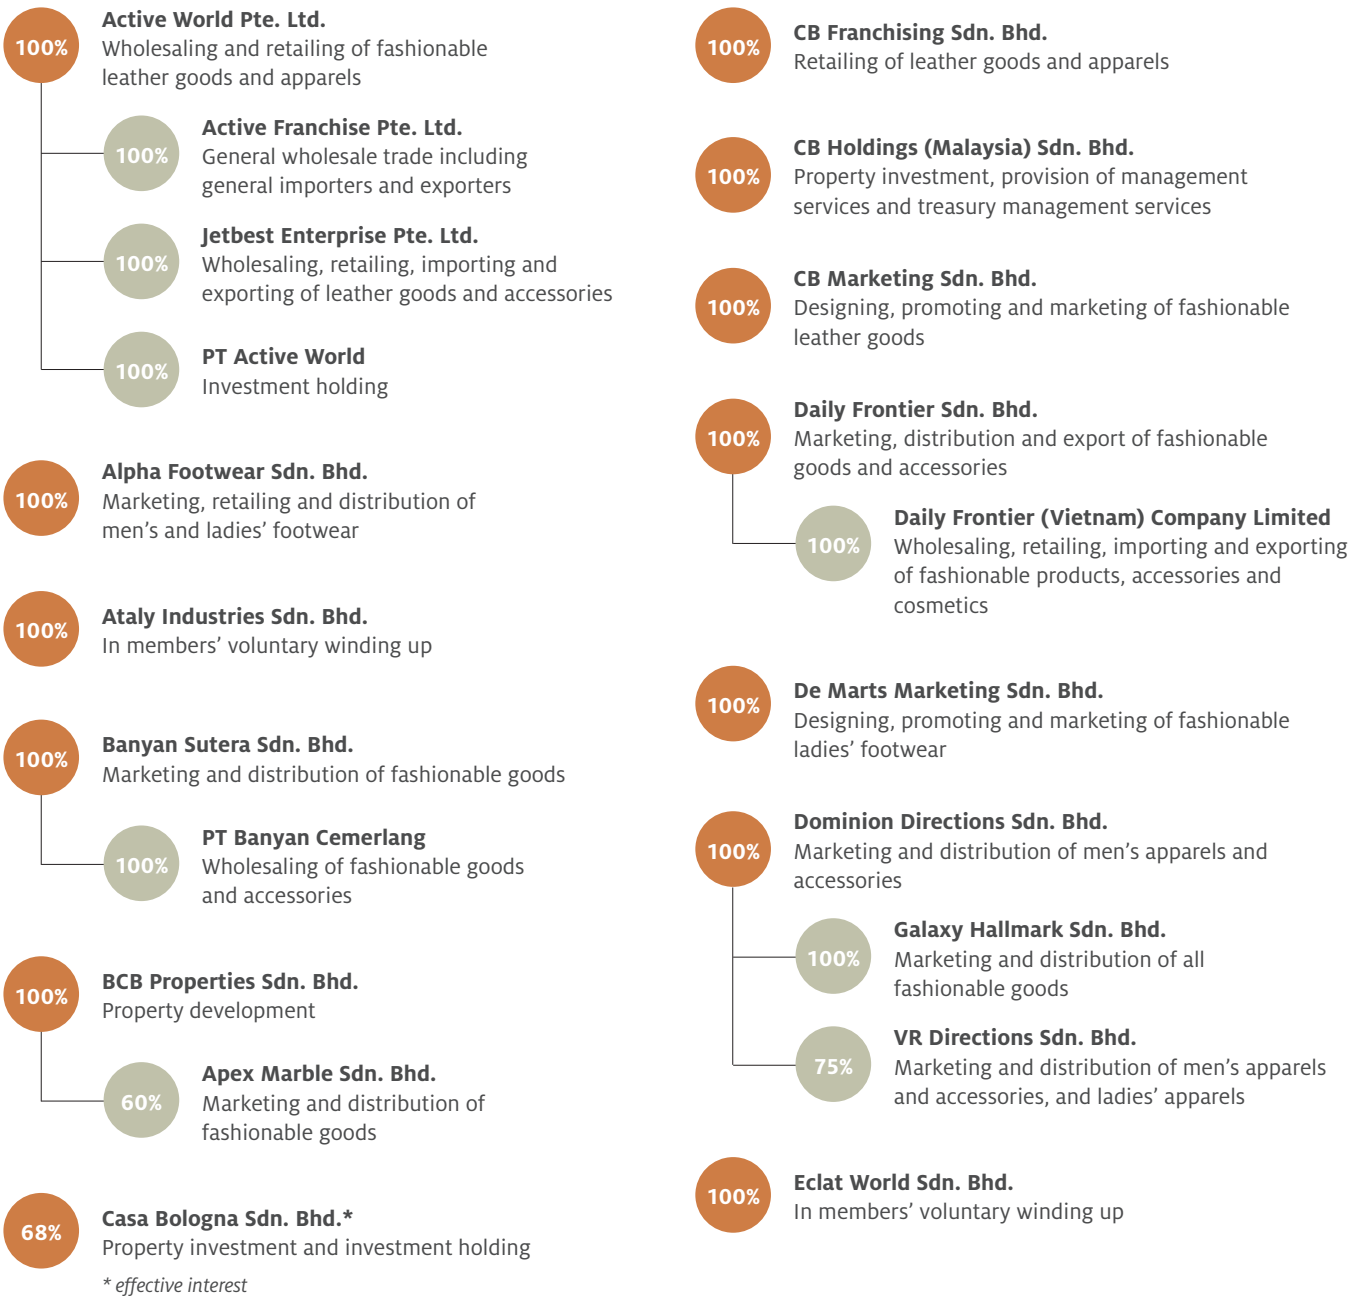 100%
Active World Pte. Ltd.
Wholesaling and retailing of fashionable
leather goods and apparels
100%
Active Franchise Pte. Ltd.
General wholesale trade including
general importers and exporters
100%
Jetbest Enterprise Pte. Ltd.
Wholesaling, retailing, importing and
exporting of leather goods and accessories
100%
PT Active World
Investment holding
100%
Alpha Footwear Sdn. Bhd.
Marketing, retailing and distribution of
men’s and ladies’ footwear
100%
Ataly Industries Sdn. Bhd.
In members’ voluntary winding up
100%
Banyan Sutera Sdn. Bhd.
Marketing and distribution of fashionable goods
100%
PT Banyan Cemerlang
Wholesaling of fashionable goods
and accessories
100%
BCB Properties Sdn. Bhd.
Property development
60%
Apex Marble Sdn. Bhd.
Marketing and distribution of
fashionable goods
68%
Casa Bologna Sdn. Bhd.*
Property investment and investment holding
* effective interest
100%
CB Franchising Sdn. Bhd.
Retailing of leather goods and apparels
100%
CB Holdings (Malaysia) Sdn. Bhd.
Property investment, provision of management
services and treasury management services
100%
CB Marketing Sdn. Bhd.
Designing, promoting and marketing of fashionable
leather goods
100%
Daily Frontier Sdn. Bhd.
Marketing, distribution and export of fashionable
goods and accessories
100%
Daily Frontier (Vietnam) Company Limited
Wholesaling, retailing, importing and exporting
of fashionable products, accessories and
cosmetics
100%
De Marts Marketing Sdn. Bhd.
Designing, promoting and marketing of fashionable
ladies’ footwear
100%
Dominion Directions Sdn. Bhd.
Marketing and distribution of men’s apparels and
accessories
100%
Galaxy Hallmark Sdn. Bhd.
Marketing and distribution of all
fashionable goods
75%
VR Directions Sdn. Bhd.
Marketing and distribution of men’s apparels
and accessories, and ladies’ apparels
100%
Eclat World Sdn. Bhd.
In members’ voluntary winding up